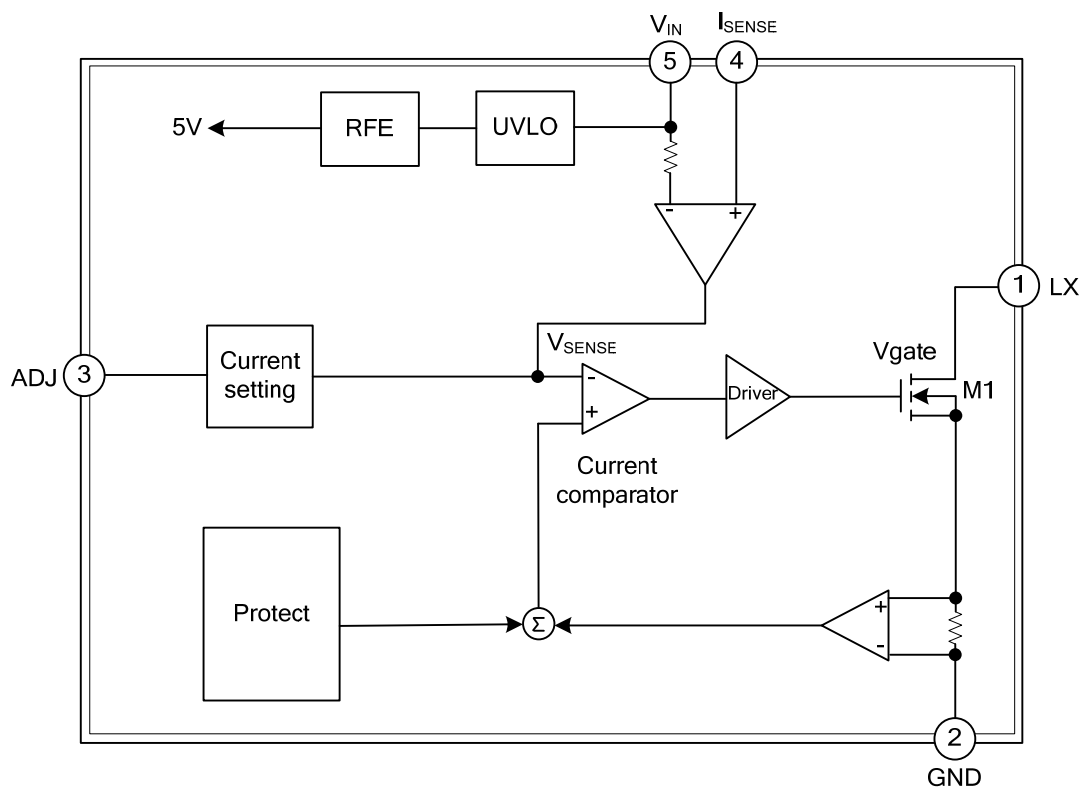 VIN
ISENSE
5
4
5V
RFE
UVLO
-
+
1
LX
ADJ
3
Current
setting
VSENSE
-
+
Current
comparator
Driver
Vgate
M1
Protect
Σ
+
-
2
GND